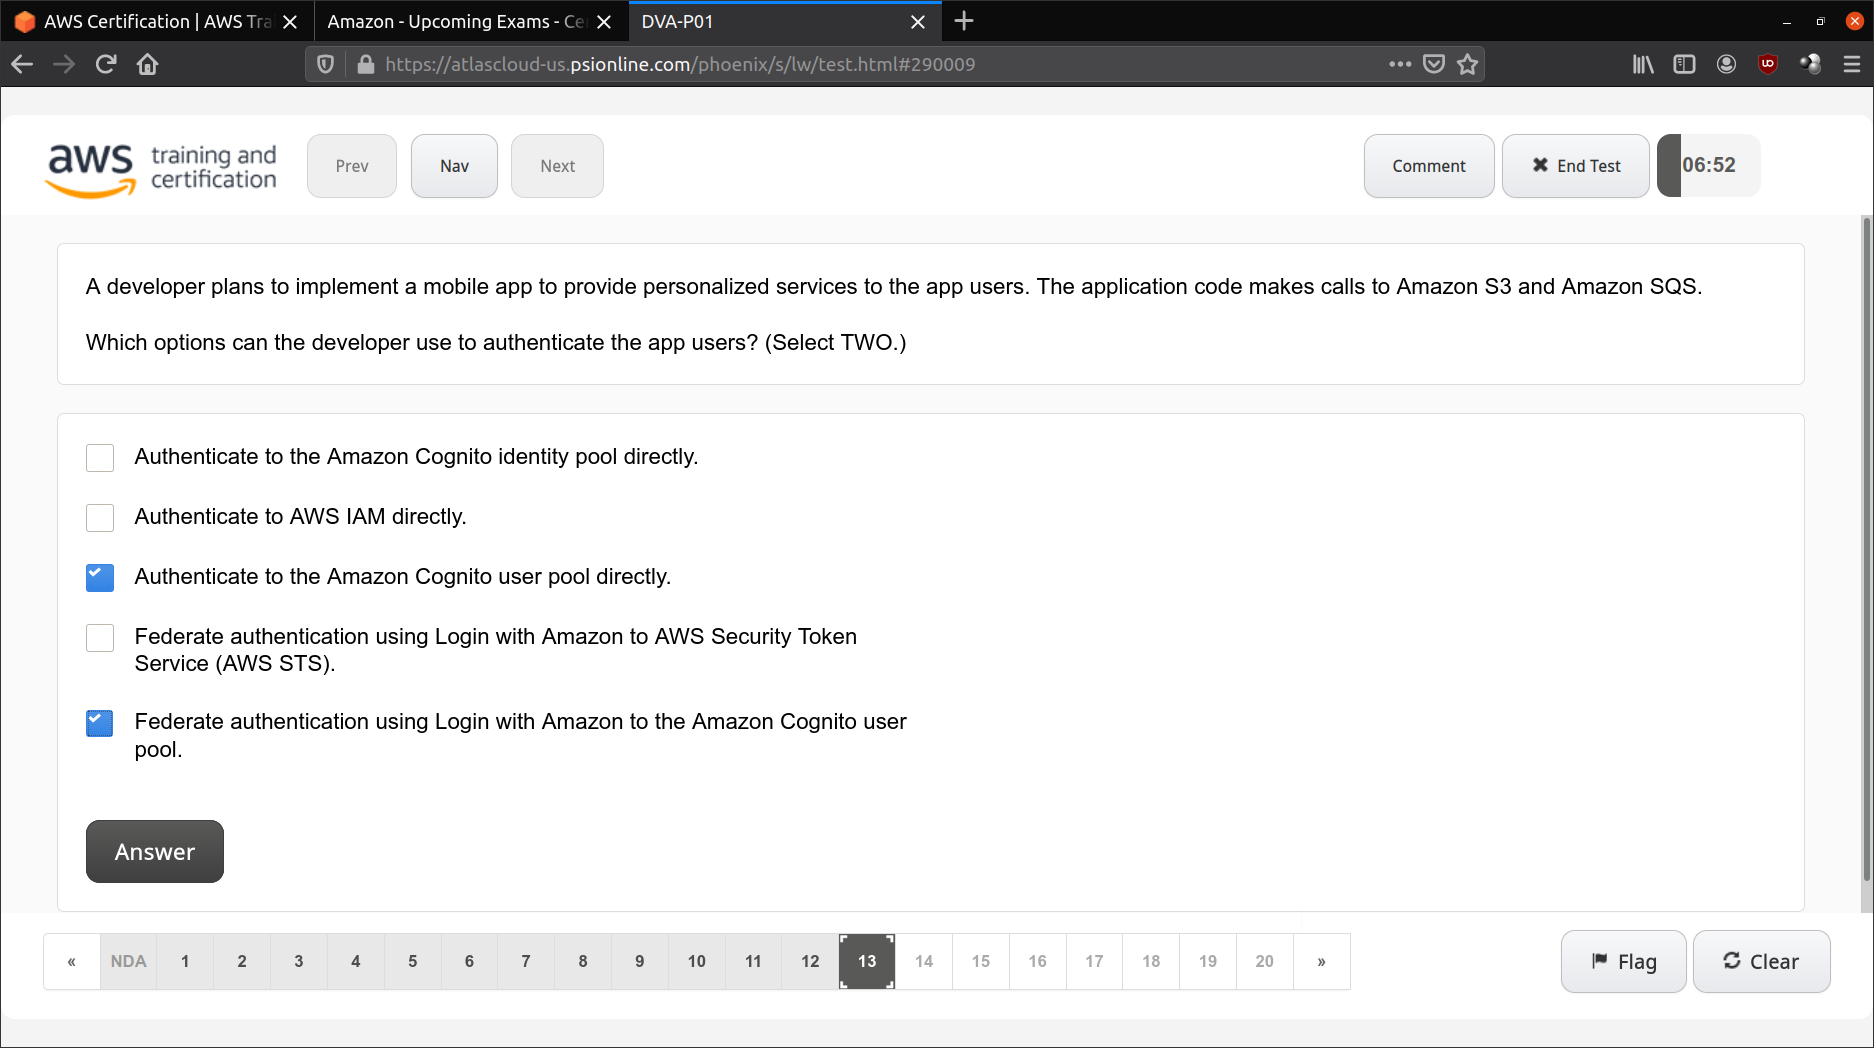 AWS Certification | AWS Tra
Amazon - Upcoming Exams - Ce
DVA-P01
https://atlascloud-us.psionline.com/phoenix/s/lw/test.html#290009
aws training and certification
Prev
Nav
Next
Comment
✖ End Test
06:52
A developer plans to implement a mobile app to provide personalized services to the app users. The application code makes calls to Amazon S3 and Amazon SQS.
Which options can the developer use to authenticate the app users? (Select TWO.)
Authenticate to the Amazon Cognito identity pool directly.
Authenticate to AWS IAM directly.
Authenticate to the Amazon Cognito user pool directly.
Federate authentication using Login with Amazon to AWS Security Token
Service (AWS STS).
Federate authentication using Login with Amazon to the Amazon Cognito user
pool.
Answer
« NDA 1 2 3 4 5 6 7 8 9 10 11 12 13 14 15 16 17 18 19 20 »
Flag
Clear